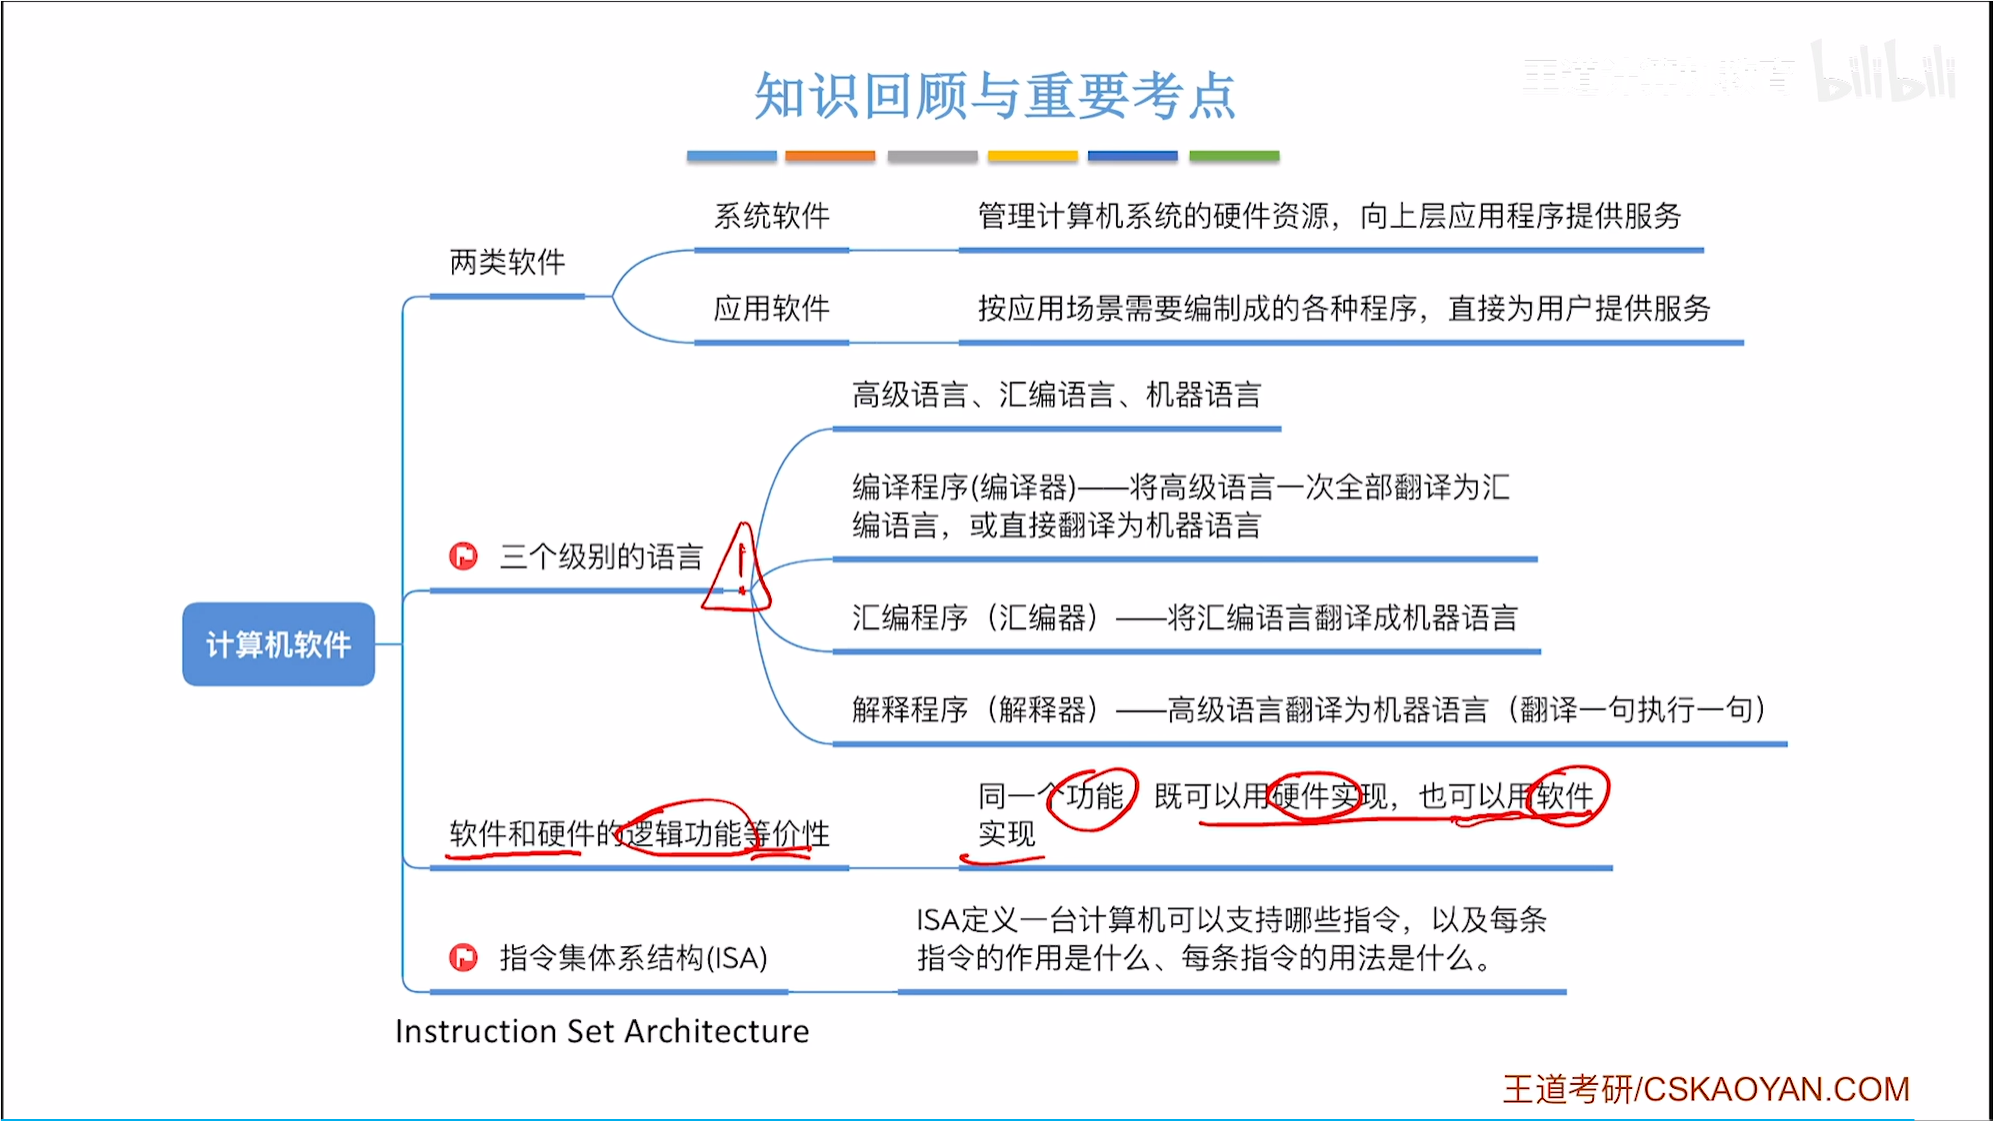 知识回顾与重要考点
王道计算机教育 bilibili
系统软件
管理计算机系统的硬件资源，向上层应用程序提供服务
两类软件
应用软件
按应用场景需要编制成的各种程序，直接为用户提供服务
高级语言、汇编语言、机器语言
编译程序(编译器)——将高级语言一次全部翻译为汇
编语言，或直接翻译为机器语言
三个级别的语言
汇编程序（汇编器）——将汇编语言翻译成机器语言
计算机软件
解释程序（解释器）——高级语言翻译为机器语言（翻译一句执行一句）
同一个功能 既可以用硬件实现，也可以用软件
实现
软件和硬件的逻辑功能等价性
ISA定义一台计算机可以支持哪些指令，以及每条
指令的作用是什么、每条指令的用法是什么。
指令集体系结构(ISA)
Instruction Set Architecture
王道考研/CSKAOYAN.COM